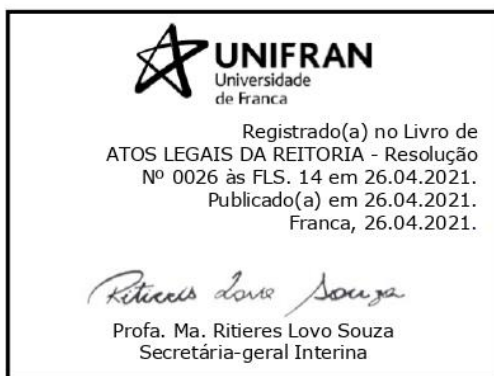 UNIFRAN
Universidade
de Franca
Registrado(a) no Livro de
ATOS LEGAIS DA REITORIA - Resolução
Nº 0026 às FLS. 14 em 26.04.2021.
Publicado(a) em 26.04.2021.
Franca, 26.04.2021.
Ritieres Lovo Souza
Profa. Ma. Ritieres Lovo Souza
Secretária-geral Interina